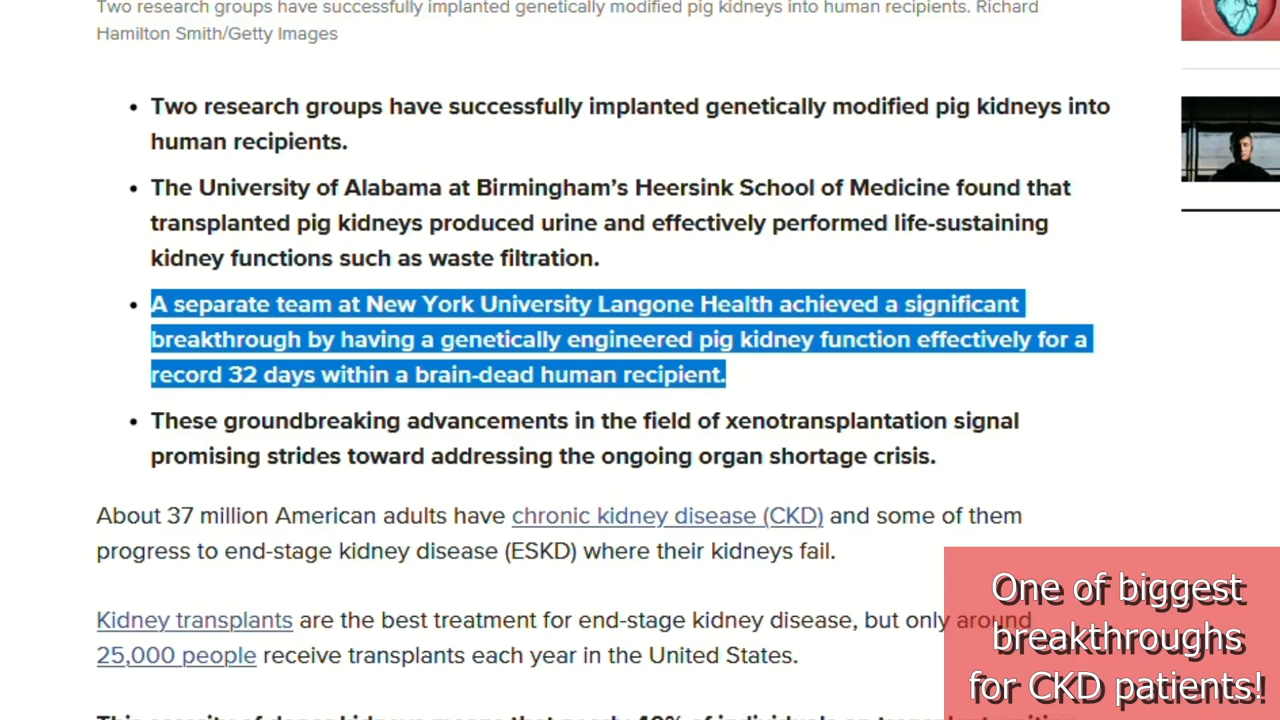 Two research groups have successfully implanted genetically modified pig kidneys into human recipients. Richard
Hamilton Smith/Getty Images
• Two research groups have successfully implanted genetically modified pig kidneys into
human recipients.
• The University of Alabama at Birmingham’s Heersink School of Medicine found that
transplanted pig kidneys produced urine and effectively performed life-sustaining
kidney functions such as waste filtration.
• A separate team at New York University Langone Health achieved a significant
breakthrough by having a genetically engineered pig kidney function effectively for a
record 32 days within a brain-dead human recipient.
• These groundbreaking advancements in the field of xenotransplantation signal
promising strides toward addressing the ongoing organ shortage crisis.
About 37 million American adults have chronic kidney disease (CKD) and some of them
progress to end-stage kidney disease (ESKD) where their kidneys fail.
Kidney transplants are the best treatment for end-stage kidney disease, but only around
25,000 people receive transplants each year in the United States.
One of biggest
breakthroughs
for CKD patients!